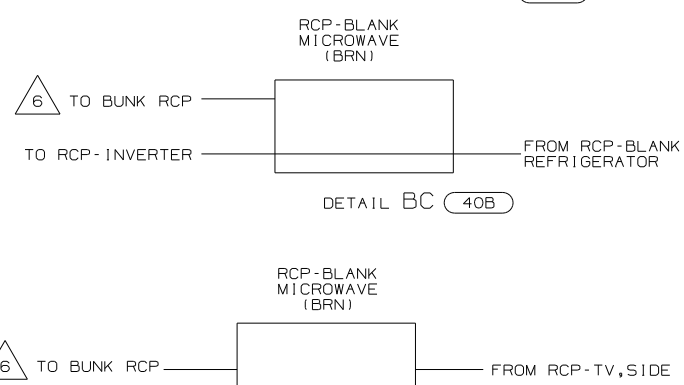 RCP-BLANK
MICROWAVE
(BRN)
6 TO BUNK RCP
TO RCP-INVERTER
FROM RCP-BLANK
REFRIGERATOR
DETAIL BC 40B
RCP-BLANK
MICROWAVE
(BRN)
6 TO BUNK RCP
FROM RCP-TV,SIDE